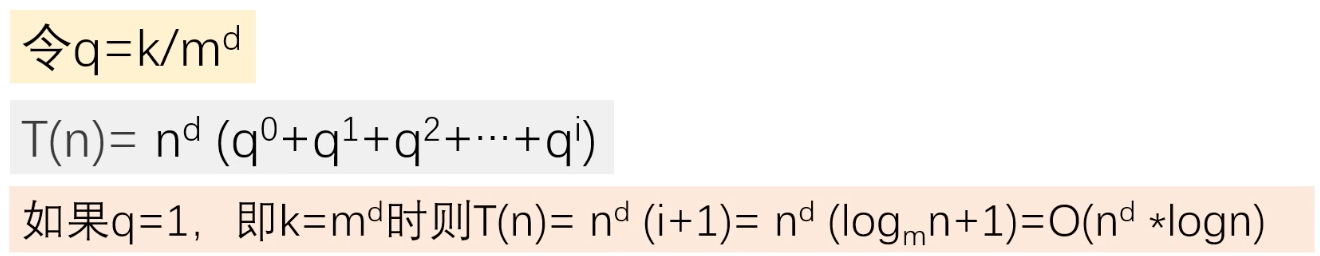 令q=k/mᵈ
T(n)= nᵈ (q⁰+q¹+q²+⋯+qⁱ)
如果q=1, 即k=mᵈ时则T(n)= nᵈ (i+1)= nᵈ (logₘn+1)=O(nᵈ *logn)